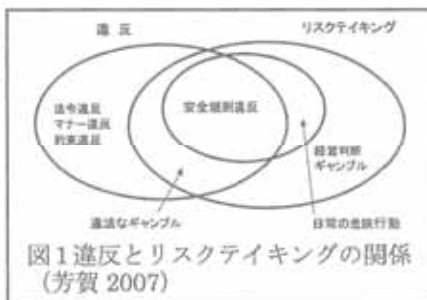 違反
リスクテイキング
法令違反
マナー違反
約束違反
安全規則違反
経営判断
ギャンブル
違法なギャンブル
日常の危険行動
図1違反とリスクテイキングの関係
(芳賀 2007)